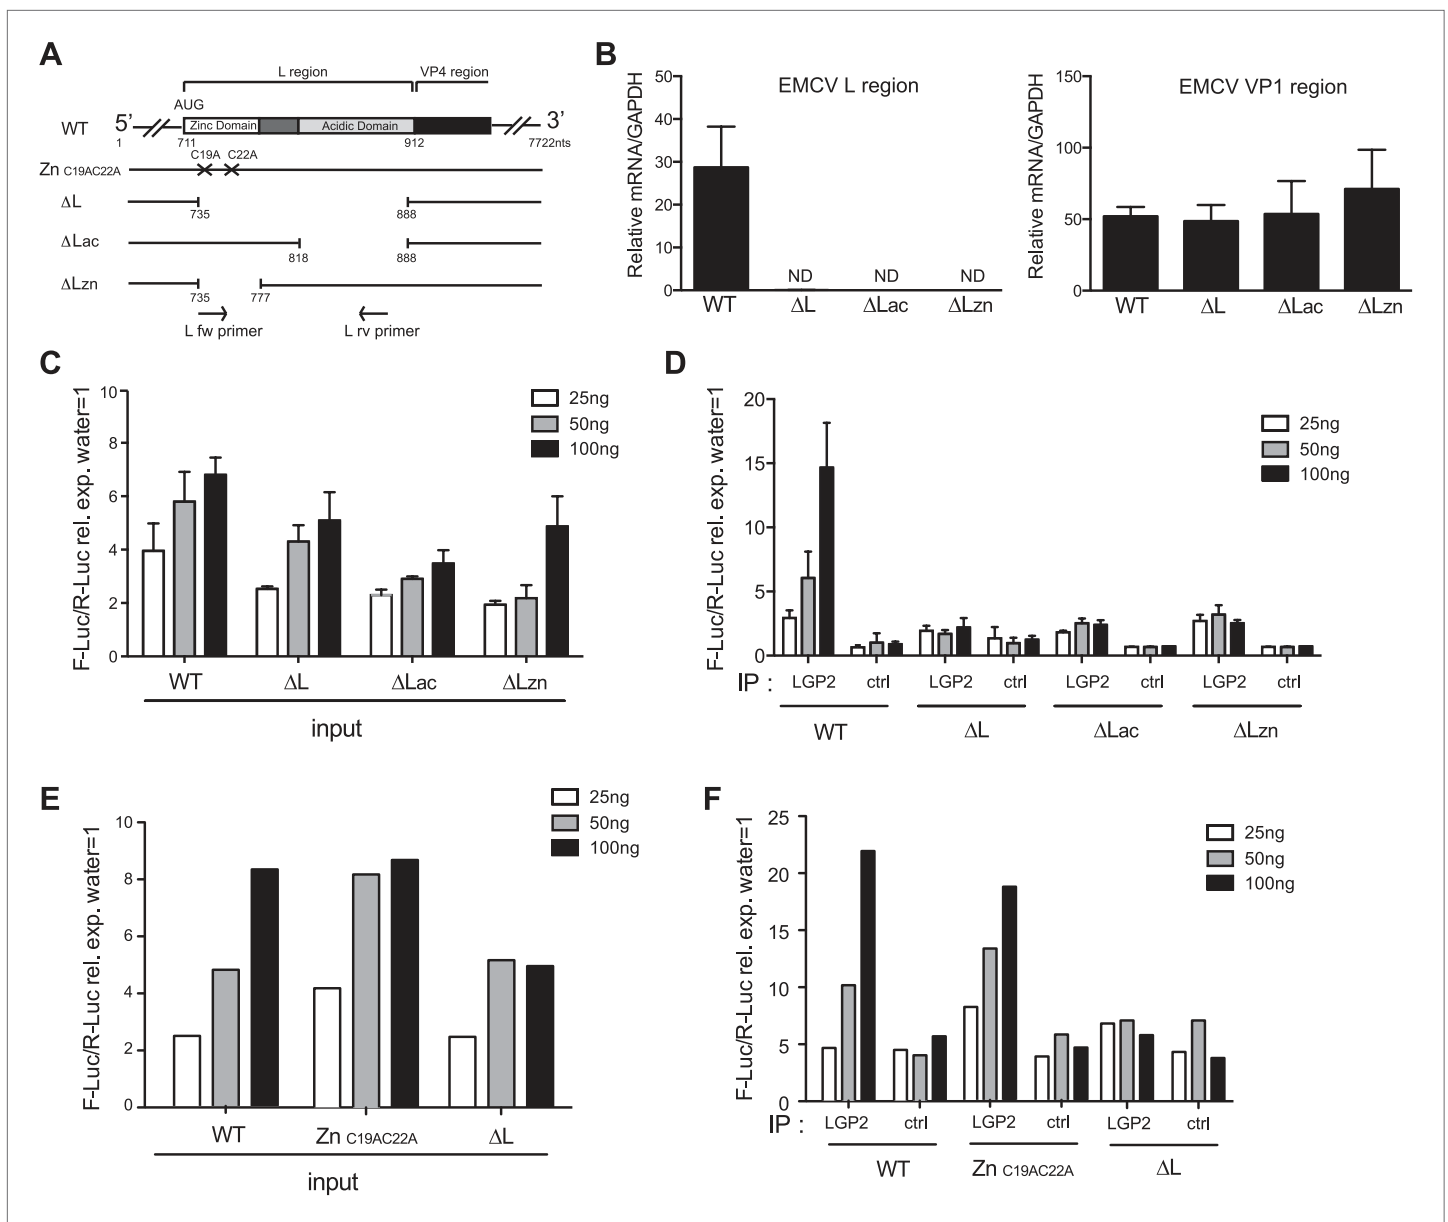 A
L region
VP4 region
AUG
WT
5’
Zinc Domain
Acidic Domain
3’
1
711
912
7722nts
C19A
C22A
Zn C19AC22A
ΔL
735
888
ΔLac
818
888
ΔLzn
735
777
L fw primer
L rv primer
B
EMCV L region
Relative mRNA/GAPDH
50
40
30
20
10
0
ND
ND
ND
WT
ΔL
ΔLac
ΔLzn
EMCV VP1 region
Relative mRNA/GAPDH
150
100
50
0
WT
ΔL
ΔLac
ΔLzn
C
F-Luc/R-Luc rel. exp. water=1
10
8
6
4
2
0
25ng
50ng
100ng
WT
ΔL
ΔLac
ΔLzn
input
D
F-Luc/R-Luc rel. exp. water=1
20
15
10
5
0
25ng
50ng
100ng
IP :
LGP2
ctrl
LGP2
ctrl
LGP2
ctrl
LGP2
ctrl
WT
ΔL
ΔLac
ΔLzn
E
F-Luc/R-Luc rel. exp. water=1
10
8
6
4
2
0
25ng
50ng
100ng
WT
Zn C19AC22A
ΔL
input
F
F-Luc/R-Luc rel. exp. water=1
25
20
15
10
5
0
25ng
50ng
100ng
IP :
LGP2
ctrl
LGP2
ctrl
LGP2
ctrl
WT
Zn C19AC22A
ΔL